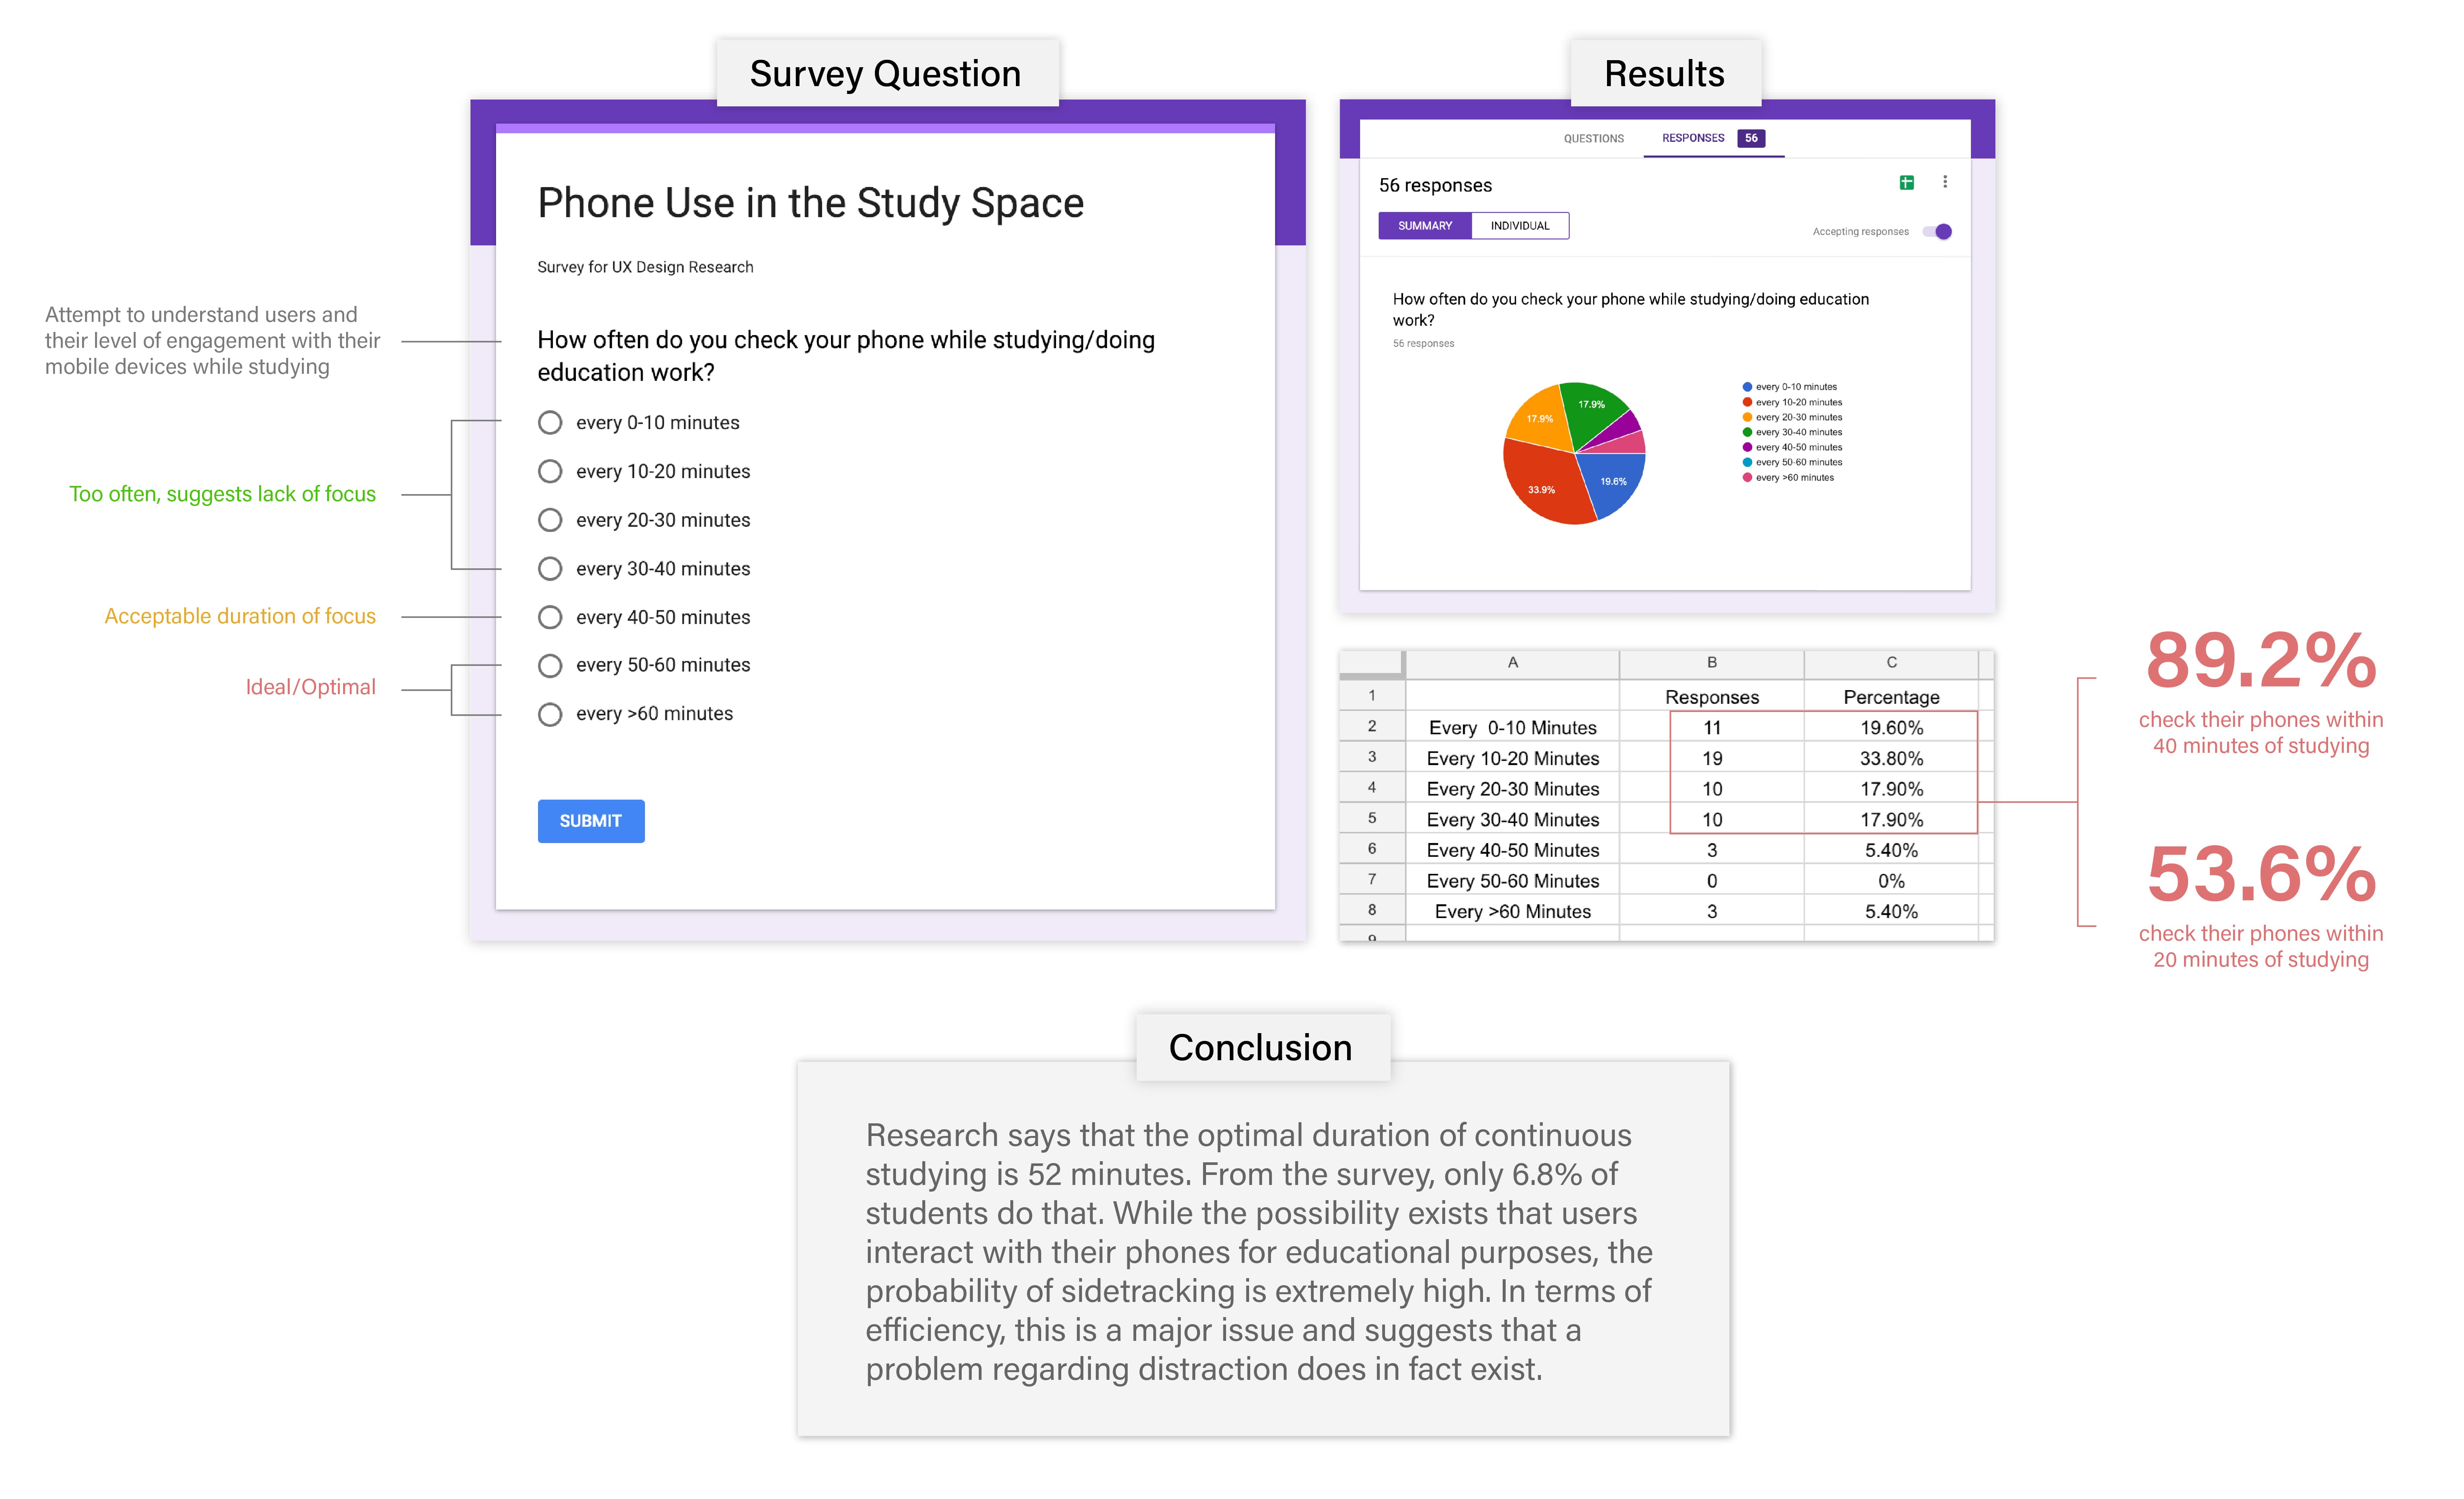 Survey Question
Phone Use in the Study Space
Survey for UX Design Research
Attempt to understand users and
their level of engagement with their
mobile devices while studying
How often do you check your phone while studying/doing
education work?
every 0-10 minutes
every 10-20 minutes
every 20-30 minutes
every 30-40 minutes
every 40-50 minutes
every 50-60 minutes
every >60 minutes
Too often, suggests lack of focus
Acceptable duration of focus
Ideal/Optimal
SUBMIT
Results
QUESTIONS RESPONSES 56
56 responses
SUMMARY INDIVIDUAL
Accepting responses
How often do you check your phone while studying/doing education
work?
56 responses
17.9%
17.9%
33.9%
19.6%
every 0-10 minutes
every 10-20 minutes
every 20-30 minutes
every 30-40 minutes
every 40-50 minutes
every 50-60 minutes
every >60 minutes
A B C
1 Responses Percentage
2 Every 0-10 Minutes 11 19.60%
3 Every 10-20 Minutes 19 33.80%
4 Every 20-30 Minutes 10 17.90%
5 Every 30-40 Minutes 10 17.90%
6 Every 40-50 Minutes 3 5.40%
7 Every 50-60 Minutes 0 0%
8 Every >60 Minutes 3 5.40%
9
89.2%
check their phones within
40 minutes of studying
53.6%
check their phones within
20 minutes of studying
Conclusion
Research says that the optimal duration of continuous
studying is 52 minutes. From the survey, only 6.8% of
students do that. While the possibility exists that users
interact with their phones for educational purposes, the
probability of sidetracking is extremely high. In terms of
efficiency, this is a major issue and suggests that a
problem regarding distraction does in fact exist.